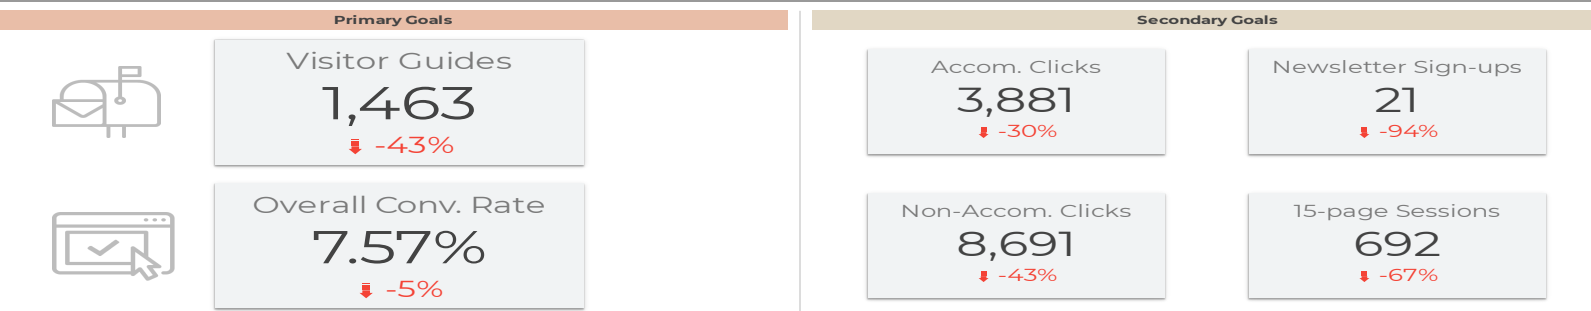 Primary Goals
Visitor Guides
1,463
-43%
Overall Conv. Rate
7.57%
-5%
Secondary Goals
Accom. Clicks
3,881
-30%
Newsletter Sign-ups
21
-94%
Non-Accom. Clicks
8,691
-43%
15-page Sessions
692
-67%